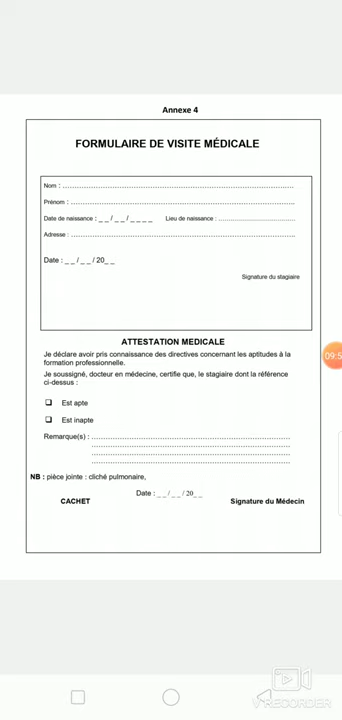 Annexe 4
FORMULAIRE DE VISITE MÉDICALE
Nom : ..........................................................................................
Prénom : ......................................................................................
Date de naissance : _ _ / _ _ / _ _ _ _ Lieu de naissance : ..................................
Adresse : ......................................................................................
Date : _ _ / _ _ / 20_ _
Signature du stagiaire
ATTESTATION MEDICALE
Je déclare avoir pris connaissance des directives concernant les aptitudes à la
formation professionnelle.
Je soussigné, docteur en médecine, certifie que, le stagiaire dont la référence
ci-dessus :
❏ Est apte
❏ Est inapte
Remarque(s) : ..............................................................................
..............................................................................
..............................................................................
..............................................................................
NB : pièce jointe : cliché pulmonaire,
Date : _ _ / _ _ / 20_ _
CACHET Signature du Médecin
09:5
RECORDER